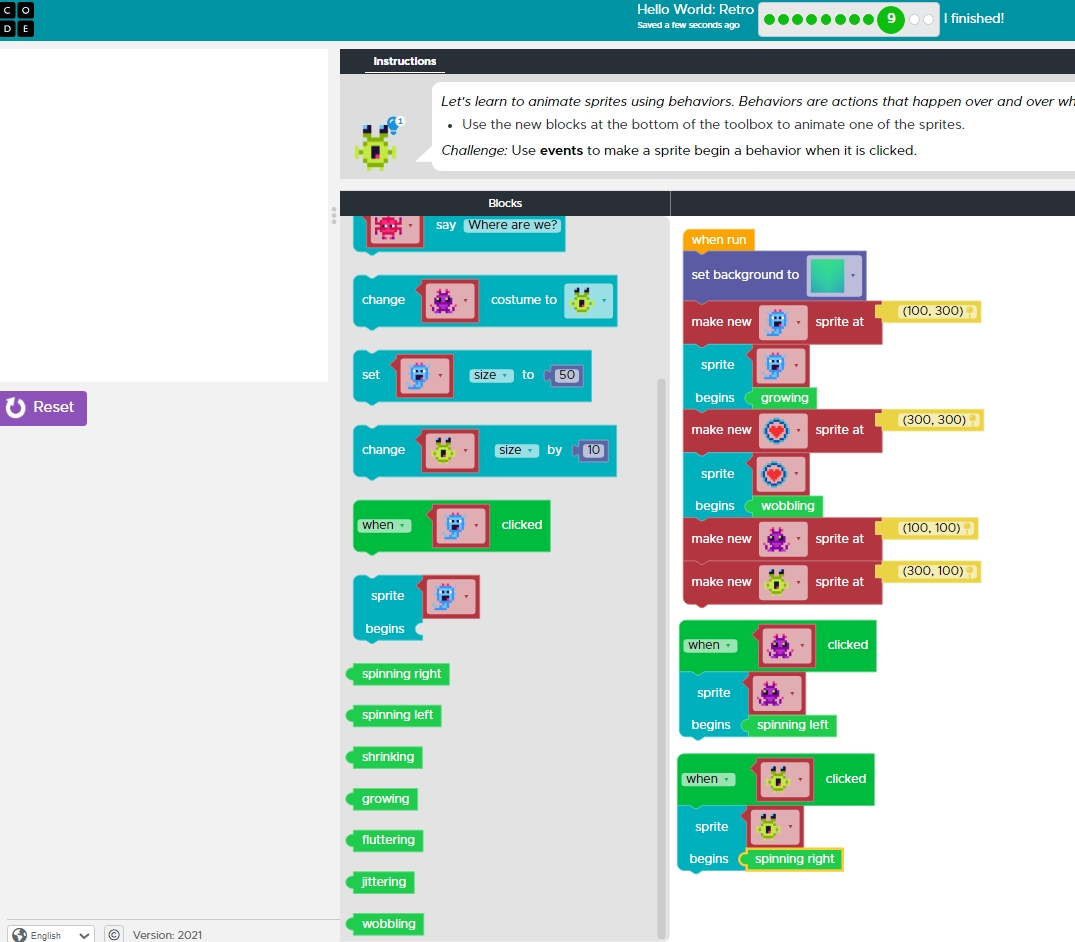 C O
D E
Hello World: Retro
Saved a few seconds ago
9
I finished!
Instructions
Let's learn to animate sprites using behaviors. Behaviors are actions that happen over and over wh
1
• Use the new blocks at the bottom of the toolbox to animate one of the sprites.
Challenge: Use events to make a sprite begin a behavior when it is clicked.
Blocks
say Where are we?
change costume to
set size to 50
change size by 10
when clicked
sprite
begins
spinning right
spinning left
shrinking
growing
fluttering
jittering
wobbling
when run
set background to
make new sprite at (100, 300)
sprite
begins growing
make new sprite at (300, 300)
sprite
begins wobbling
make new sprite at (100, 100)
make new sprite at (300, 100)
when clicked
sprite
begins spinning left
when clicked
sprite
begins spinning right
Reset
English
© Version: 2021